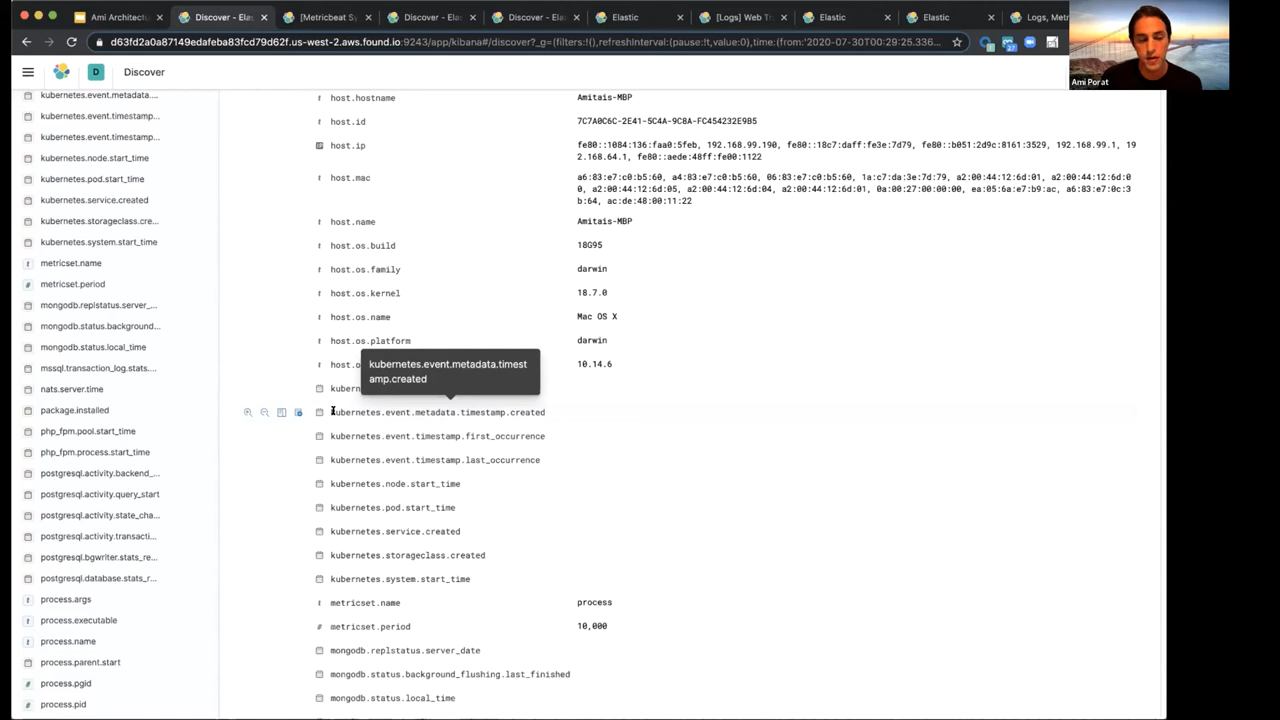 Ami Architect
Discover - Ela
[Metricbeat Sy
Discover - Elas
Discover - Elas
Elastic
[Logs] Web Tr
Elastic
Elastic
Logs, Met
d63fd2a0a87149edafeba83fcd79d62f.us-west-2.aws.found.io:9243/app/kibana#/discover?_g=(filters:!(),refreshInterval:(pause:!t,value:0),time:(from:'2020-07-30T00:29:25.336...
27
Ami Porat
D
Discover
kubernetes.event.metadata....
kubernetes.event.timestamp...
kubernetes.event.timestamp...
kubernetes.node.start_time
kubernetes.pod.start_time
kubernetes.service.created
kubernetes.storageclass.cre...
kubernetes.system.start_time
t metricset.name
# metricset.period
mongodb.replstatus.server_...
mongodb.status.background...
mongodb.status.local_time
mssql.transaction_log.stats....
nats.server.time
package.installed
php_fpm.pool.start_time
php_fpm.process.start_time
postgresql.activity.backend_...
postgresql.activity.query_start
postgresql.activity.state_cha...
postgresql.activity.transacti...
postgresql.bgwriter.stats_re...
postgresql.database.stats_r...
t process.args
t process.executable
t process.name
process.parent.start
# process.pgid
# process.pid
t host.hostname Amitais-MBP
t host.id 7C7A0C6C-2E41-5C4A-9C8A-FC454232E9B5
host.ip fe80::1084:136:faa0:5feb, 192.168.99.190, fe80::18c7:daff:fe3e:7d79, fe80::b051:2d9c:8161:3529, 192.168.99.1, 19
2.168.64.1, fe80::aede:48ff:fe00:1122
t host.mac a6:83:e7:c0:b5:60, a4:83:e7:c0:b5:60, 06:83:e7:c0:b5:60, 1a:c7:da:3e:7d:79, a2:00:44:12:6d:01, a2:00:44:12:6d:0
0, a2:00:44:12:6d:05, a2:00:44:12:6d:04, a2:00:44:12:6d:01, 0a:00:27:00:00:00, ea:05:6a:e7:b9:ac, a6:83:e7:0c:3
b:64, ac:de:48:00:11:22
t host.name Amitais-MBP
t host.os.build 18G95
t host.os.family darwin
t host.os.kernel 18.7.0
t host.os.name Mac OS X
t host.os.platform darwin
t host.o 10.14.6
kubernetes.event.metadata.timest
amp.created
kubern
kubernetes.event.metadata.timestamp.created
kubernetes.event.timestamp.first_occurrence
kubernetes.event.timestamp.last_occurrence
kubernetes.node.start_time
kubernetes.pod.start_time
kubernetes.service.created
kubernetes.storageclass.created
kubernetes.system.start_time
t metricset.name process
# metricset.period 10,000
mongodb.replstatus.server_date
mongodb.status.background_flushing.last_finished
mongodb.status.local_time